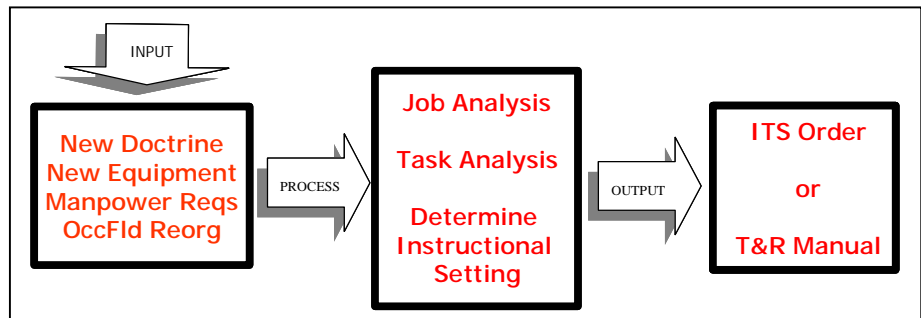 INPUT
New Doctrine
New Equipment
Manpower Reqs
OccFld Reorg
PROCESS
Job Analysis
Task Analysis
Determine
Instructional
Setting
OUTPUT
ITS Order
or
T&R Manual